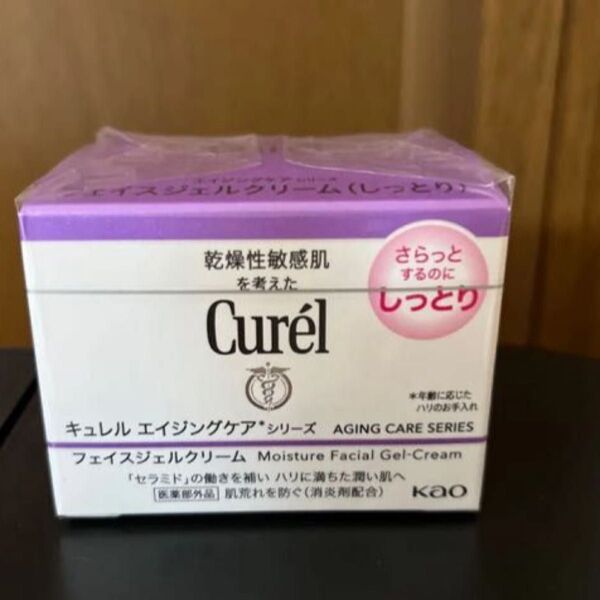 エイジングケアシリーズ
フェイスジェルクリーム(しっとり)
乾燥性敏感肌
を考えた
さらっと
するのに
しっとり
Curél
*年齢に応じた
ハリのお手入れ
キュレル エイジングケア*シリーズ AGING CARE SERIES
フェイスジェルクリーム Moisture Facial Gel-Cream
「セラミド」の働きを補い ハリに満ちた潤い肌へ
医薬部外品 肌荒れを防ぐ(消炎剤配合)
Kao